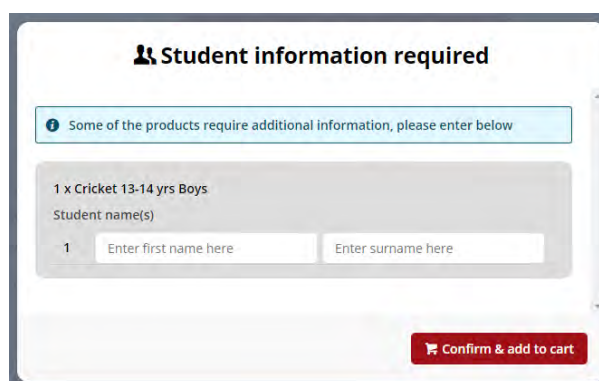 Student information required
Some of the products require additional information, please enter below
1 x Cricket 13-14 yrs Boys
Student name(s)
1 Enter first name here Enter surname here
Confirm & add to cart